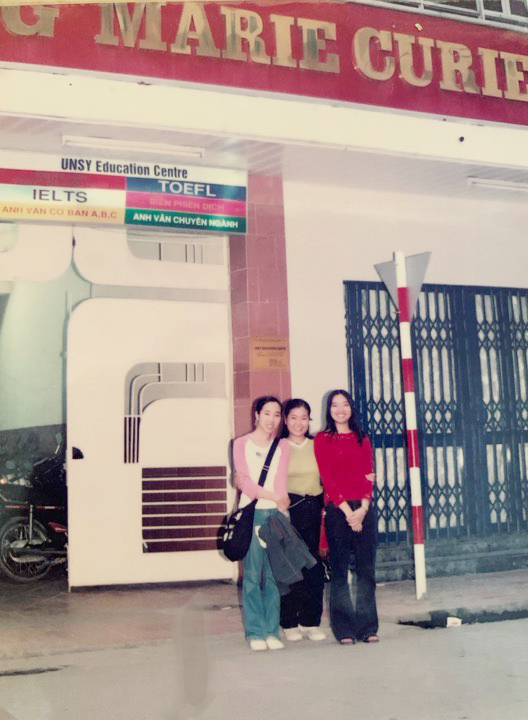 G MARIE CURIE
UNSY Education Centre
IELTS
TOEFL
BIÊN PHIÊN DỊCH
ANH VĂN CƠ BẢN A,B,C
ANH VĂN CHUYÊN NGÀNH